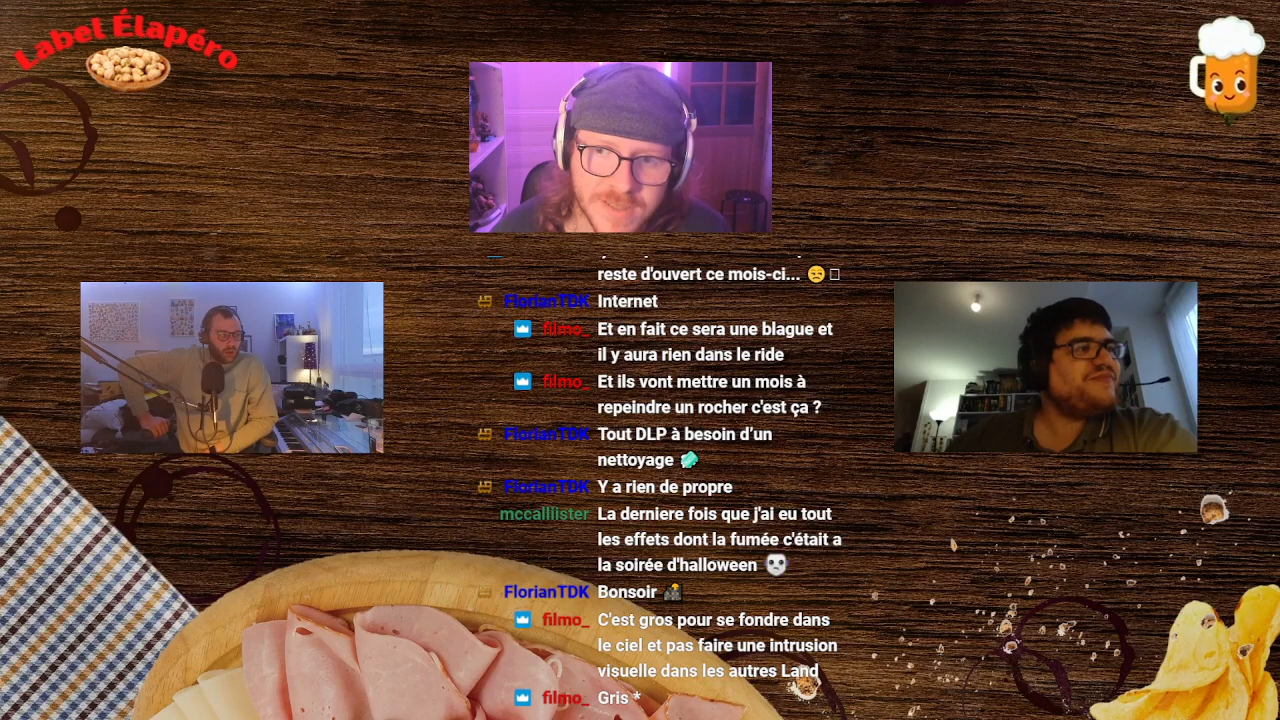 Label Élapéro
reste d'ouvert ce mois-ci...
FlorianTDK Internet
filmo_ Et en fait ce sera une blague et
il y aura rien dans le ride
filmo_ Et ils vont mettre un mois à
repeindre un rocher c'est ça ?
FlorianTDK Tout DLP à besoin d'un
nettoyage
FlorianTDK Y a rien de propre
mccalllister La derniere fois que j'ai eu tout
les effets dont la fumée c'était a
la soirée d'halloween
FlorianTDK Bonsoir
filmo_ C'est gros pour se fondre dans
le ciel et pas faire une intrusion
visuelle dans les autres Land
filmo_ Gris *